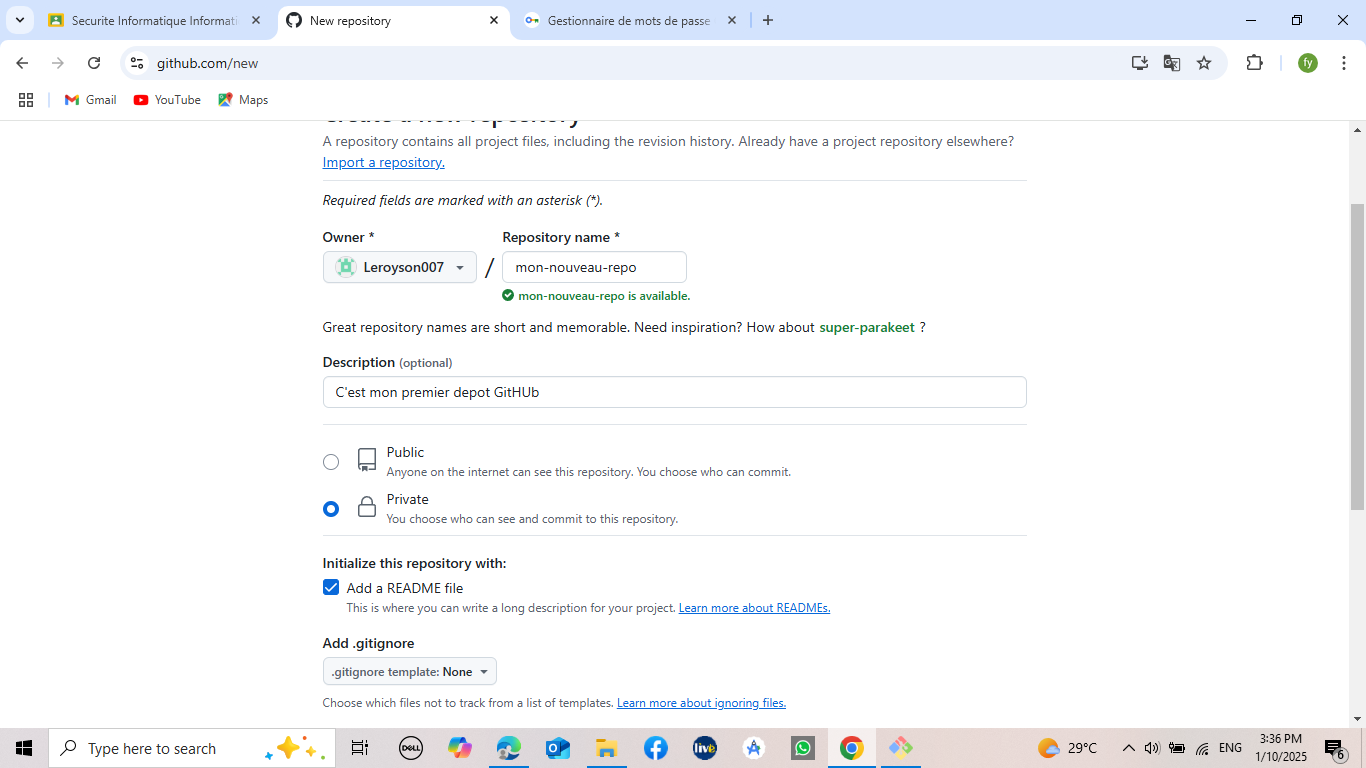 Securite Informatique Informati
New repository
Gestionnaire de mots de passe
github.com/new
fy
Gmail
YouTube
Maps
Create a new repository
A repository contains all project files, including the revision history. Already have a project repository elsewhere?
Import a repository.
Required fields are marked with an asterisk (*).
Owner *
Repository name *
Leroyson007
/
mon-nouveau-repo
mon-nouveau-repo is available.
Great repository names are short and memorable. Need inspiration? How about super-parakeet ?
Description (optional)
C'est mon premier depot GitHUb
Public
Anyone on the internet can see this repository. You choose who can commit.
Private
You choose who can see and commit to this repository.
Initialize this repository with:
Add a README file
This is where you can write a long description for your project. Learn more about READMEs.
Add .gitignore
.gitignore template: None
Choose which files not to track from a list of templates. Learn more about ignoring files.
Type here to search
DELL
live
29°C
ENG
3:36 PM
1/10/2025
6